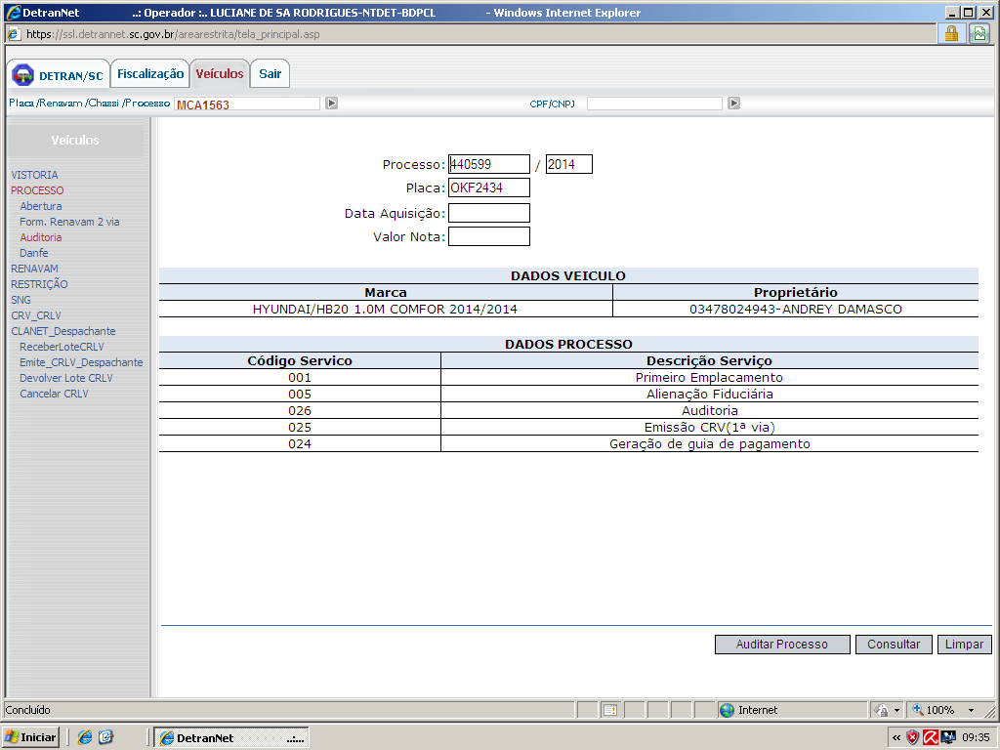 DetranNet ..: Operador :.. LUCIANE DE SA RODRIGUES-NTDET-BDPCL - Windows Internet Explorer
https://ssl.detrannet.sc.gov.br/arearestrita/tela_principal.asp
DETRAN/SC Fiscalização Veículos Sair
Placa /Renavam /Chassi /Processo MCA1563 CPF/CNPJ
Veículos
VISTORIA
PROCESSO
Abertura
Form. Renavam 2 via
Auditoria
Danfe
RENAVAM
RESTRIÇÃO
SNG
CRV_CRLV
CLANET_Despachante
ReceberLoteCRLV
Emite_CRLV_Despachante
Devolver Lote CRLV
Cancelar CRLV
Processo: 440599 / 2014
Placa: OKF2434
Data Aquisição:
Valor Nota:
DADOS VEICULO
Marca Proprietário
HYUNDAI/HB20 1.0M COMFOR 2014/2014 03478024943-ANDREY DAMASCO
DADOS PROCESSO
Código Servico Descrição Serviço
001 Primeiro Emplacamento
005 Alienação Fiduciária
026 Auditoria
025 Emissão CRV(1ª via)
024 Geração de guia de pagamento
Auditar Processo Consultar Limpar
Concluído Internet 100%
Iniciar DetranNet ..:... « 09:35